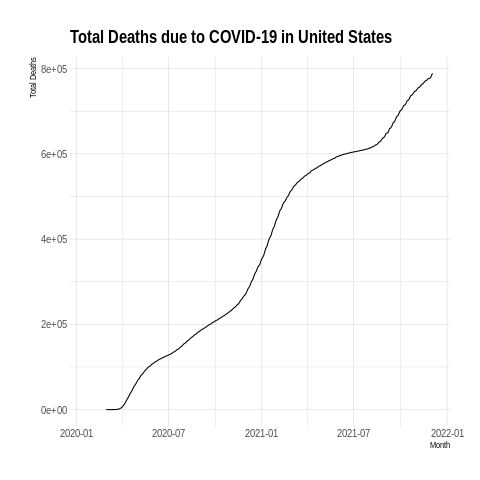 Total Deaths due to COVID-19 in United States
Total Deaths
8e+05
6e+05
4e+05
2e+05
0e+00
2020-01 2020-07 2021-01 2021-07 2022-01
Month